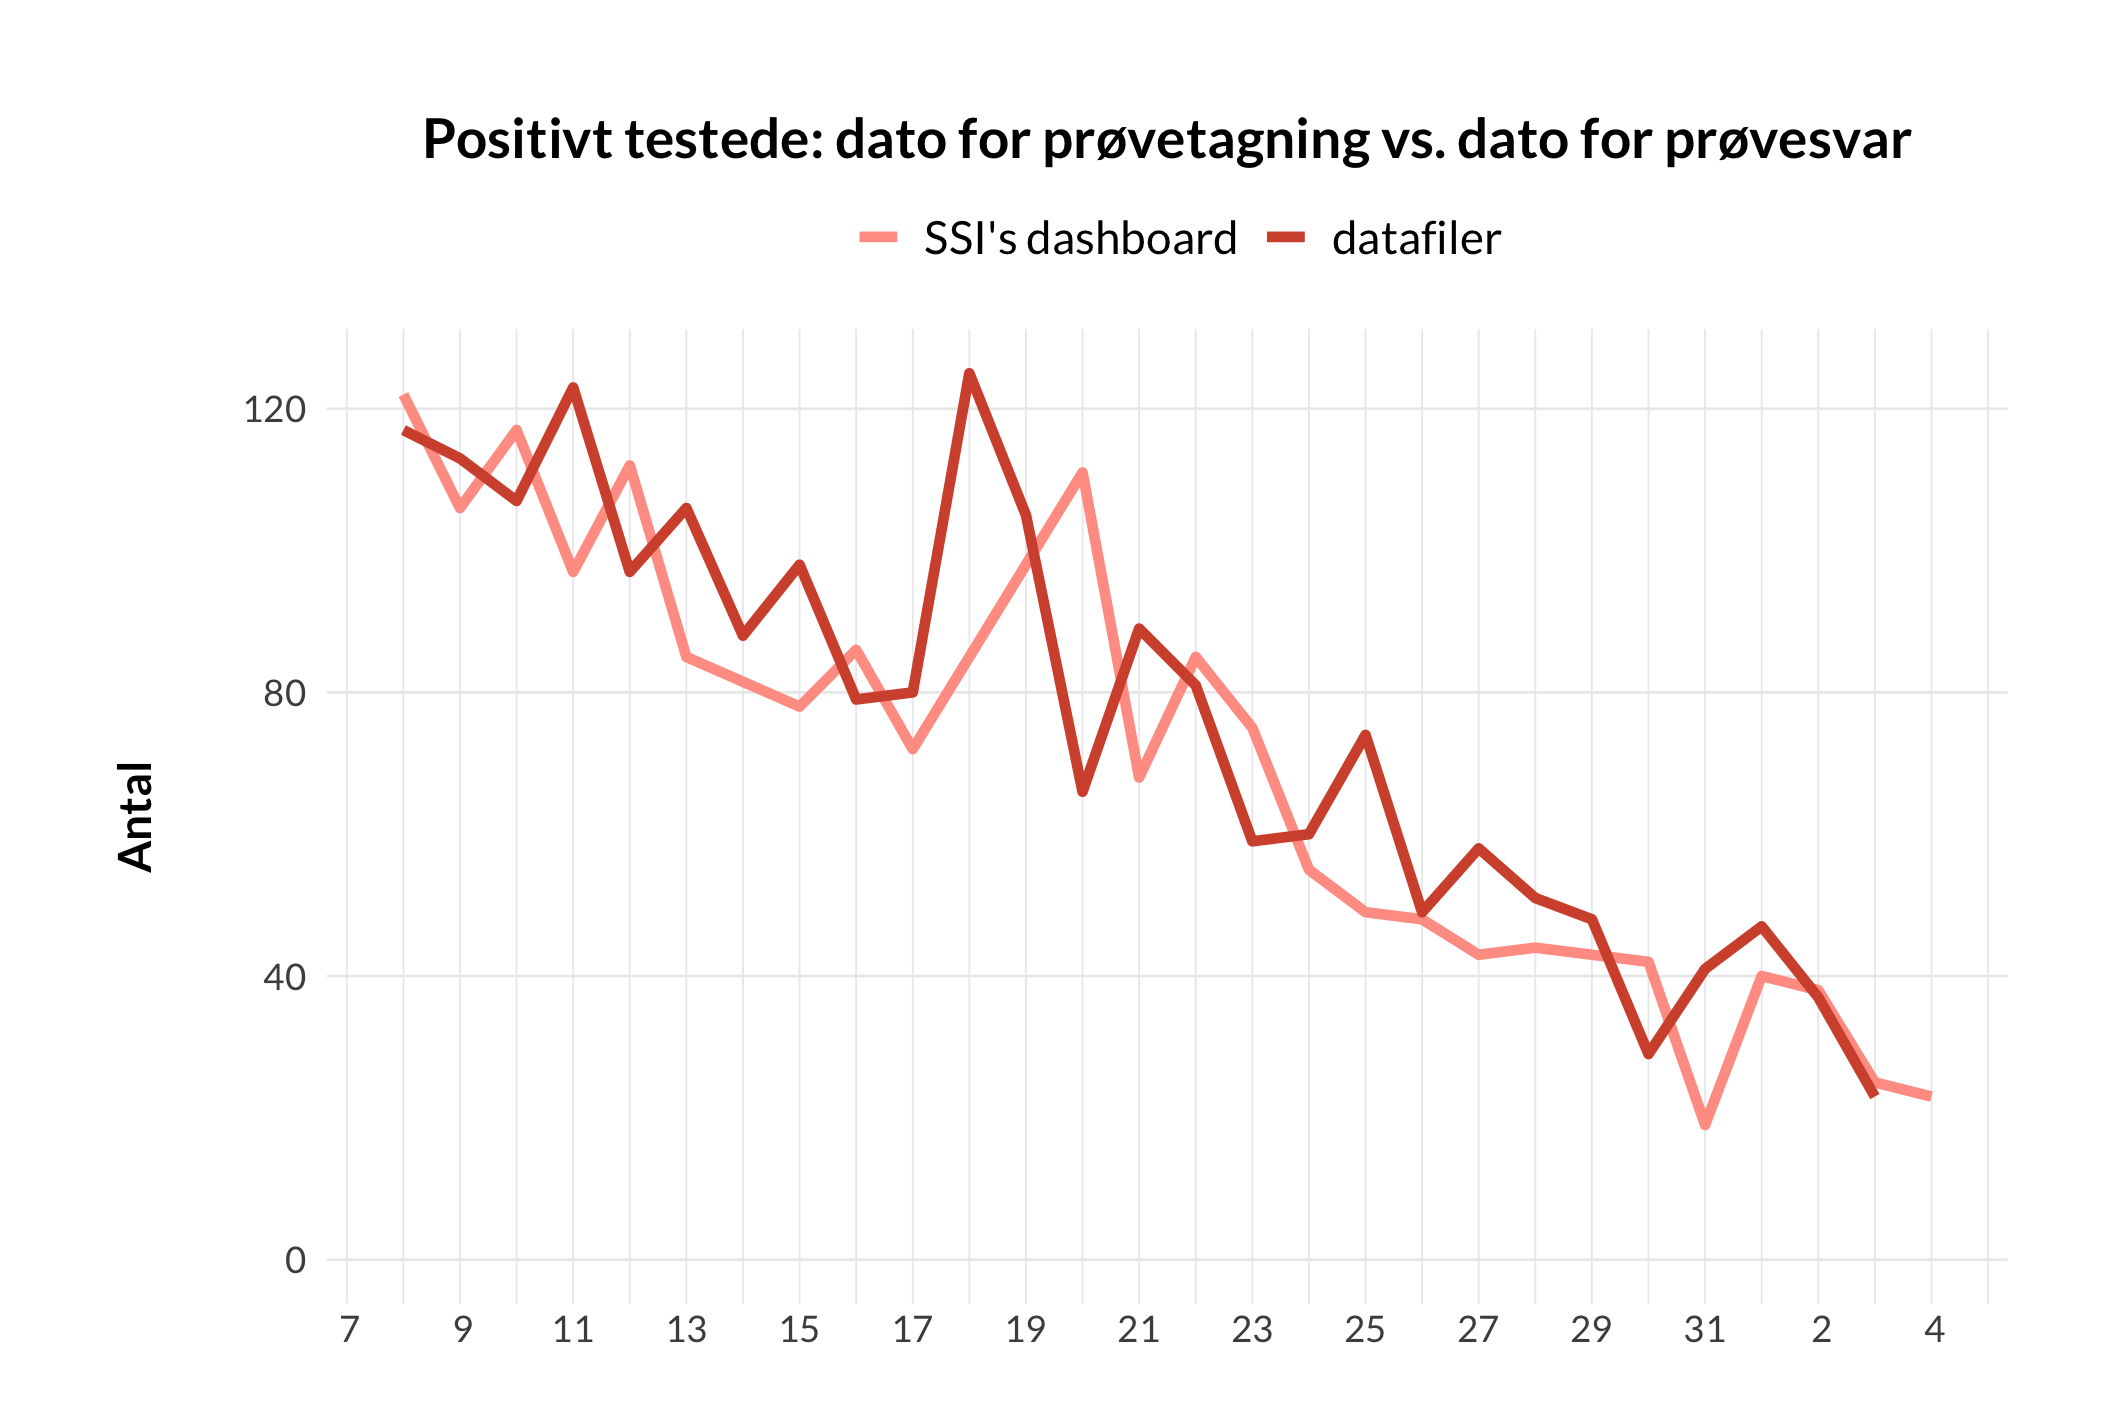 Positivt testede: dato for prøvetagning vs. dato for prøvesvar
SSI's dashboard datafiler
120
80
40
0
Antal
7 9 11 13 15 17 19 21 23 25 27 29 31 2 4